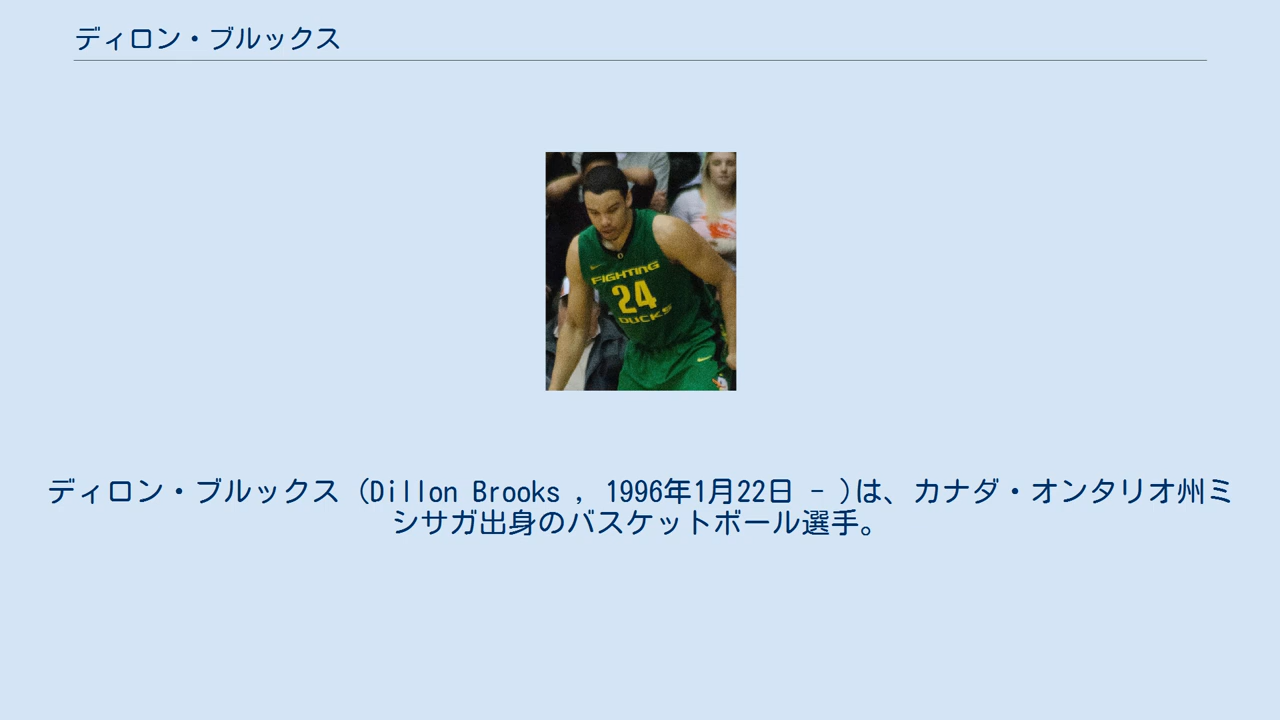 ディロン・ブルックス
FIGHTING
24
DUCKS
ディロン・ブルックス (Dillon Brooks , 1996年1月22日 - )は、カナダ・オンタリオ州ミ
シサガ出身のバスケットボール選手。